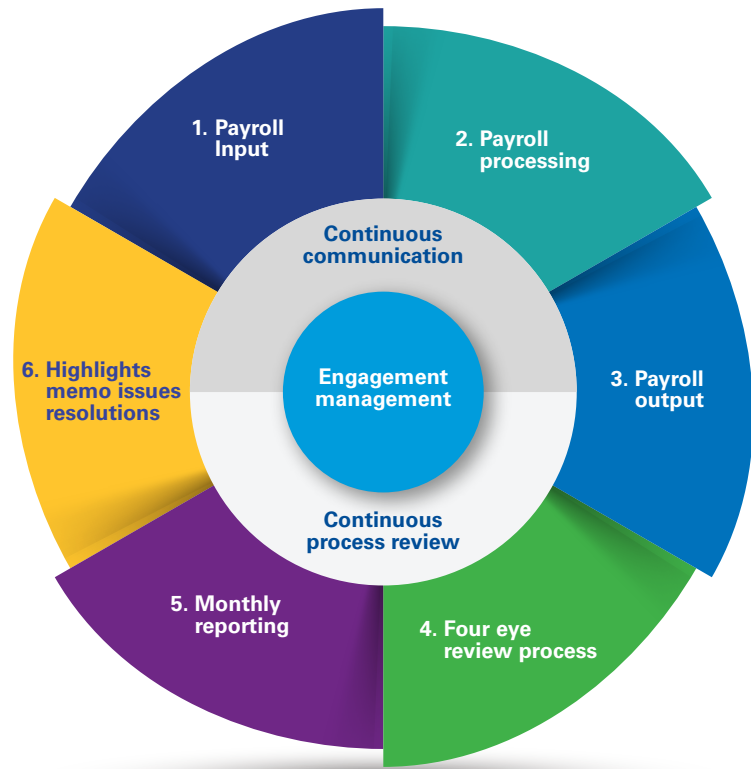 1. Payroll
Input
2. Payroll
processing
3. Payroll
output
4. Four eye
review process
5. Monthly
reporting
6. Highlights
memo issues
resolutions
Continuous
communication
Engagement
management
Continuous
process review